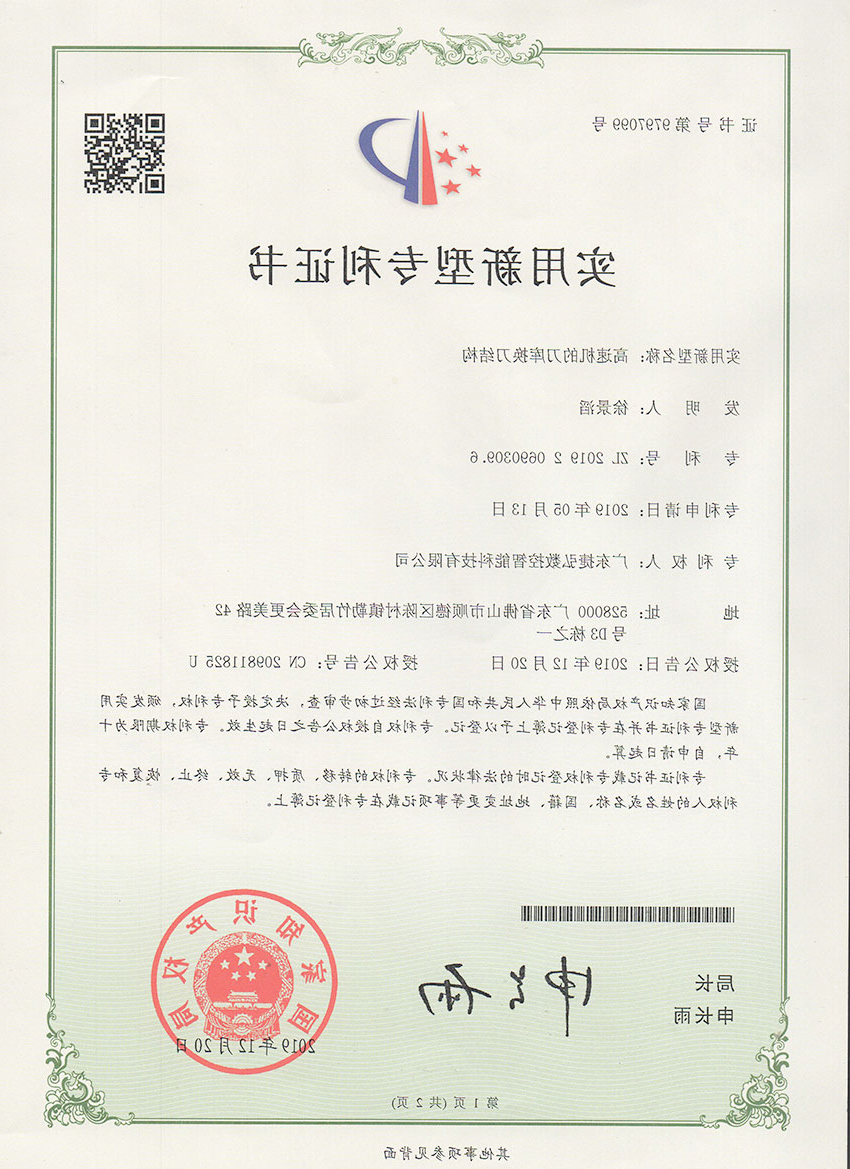 证书号第9797099号
实用新型专利证书
实用新型名称：高速机的刀库换刀结构
发明人：徐景滔
专利号：ZL 2019 2 0690309.6
专利申请日：2019年05月13日
专利权人：广东捷弘数控智能科技有限公司
地址：528000 广东省佛山市顺德区陈村镇村勒竹居委会更美路42
号D3栋之一
授权公告日：2019年12月20日 授权公告号：CN 209811825 U
国家知识产权局依照中华人民共和国专利法经过初步审查，决定授予专利权，颁发实用
新型专利证书并在专利登记簿上予以登记。专利权自授权公告之日起生效。专利权期限为十
年，自申请日起算。
专利证书记载专利权登记时的法律状况。专利权的转移、质押、无效、终止、恢复和专
利权人的姓名或名称、国籍、地址变更等事项记载在专利登记簿上。
局长
申长雨
申长雨
国家知识产权局
2019年12月20日
第1页(共2页)
其他事项参见背面